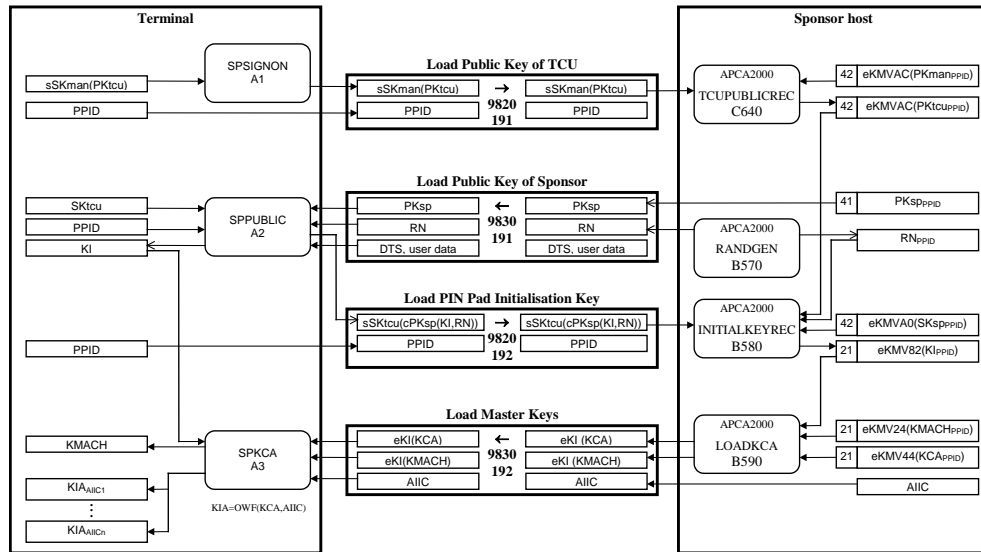 Terminal
Sponsor host
SPSIGNON
A1
sSKman(PKtcu)
PPID
Load Public Key of TCU
sSKman(PKtcu) → sSKman(PKtcu)
PPID 9820 PPID
191
APCA2000
TCUPUBLICREC
C640
42 eKMVAC(PKmanPPID)
42 eKMVAC(PKtcuPPID)
SKtcu
PPID
KI
SPPUBLIC
A2
Load Public Key of Sponsor
PKsp ← PKsp
RN 9830 RN
DTS, user data 191 DTS, user data
41 PKspPPID
APCA2000
RANDGEN
B570
RNPPID
Load PIN Pad Initialisation Key
sSKtcu(cPKsp(KI,RN)) → sSKtcu(cPKsp(KI,RN))
PPID 9820 PPID
192
PPID
APCA2000
INITIALKEYREC
B580
42 eKMVA0(SKspPPID)
21 eKMV82(KIPPID)
KMACH
KIAAIIC1
⋮
KIAAIICn
SPKCA
A3
KIA=OWF(KCA,AIIC)
Load Master Keys
eKI(KCA) ← eKI (KCA)
eKI(KMACH) 9830 eKI (KMACH)
AIIC 192 AIIC
APCA2000
LOADKCA
B590
21 eKMV24(KMACHPPID)
21 eKMV44(KCAPPID)
AIIC